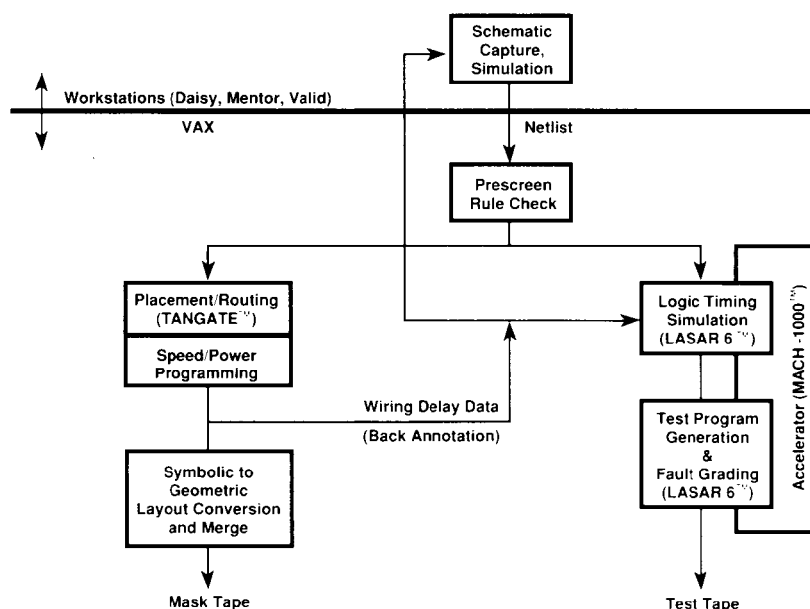 Schematic
Capture,
Simulation
Workstations (Daisy, Mentor, Valid)
VAX
Netlist
Prescreen
Rule Check
Placement/Routing
(TANGATE™)
Speed/Power
Programming
Logic Timing
Simulation
(LASAR 6™)
Accelerator (MACH -1000™)
Wiring Delay Data
(Back Annotation)
Test Program
Generation
&
Fault Grading
(LASAR 6™)
Symbolic to
Geometric
Layout Conversion
and Merge
Mask Tape
Test Tape